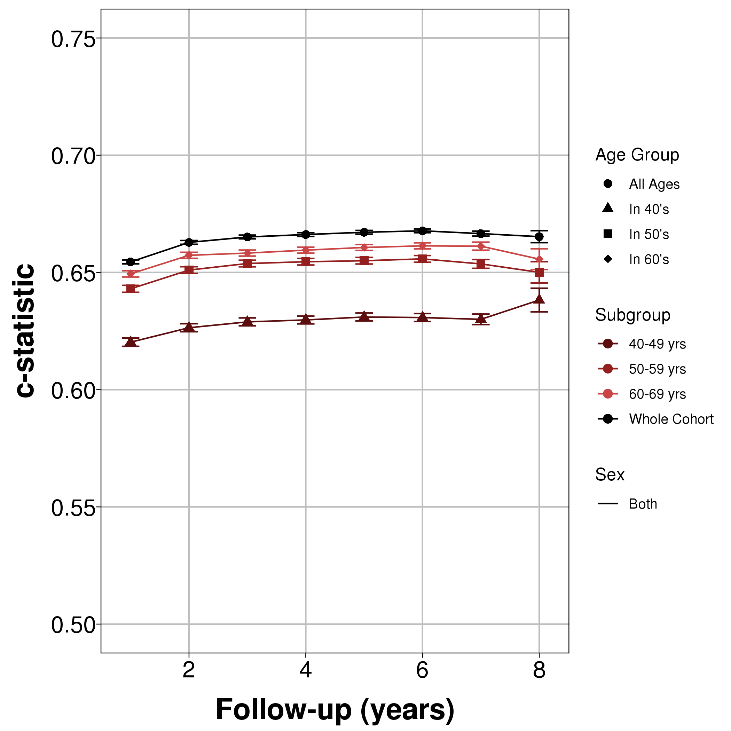 0.75
0.70
0.65
0.60
0.55
0.50
c-statistic
2 4 6 8
Follow-up (years)
Age Group
All Ages
In 40's
In 50's
In 60's
Subgroup
40-49 yrs
50-59 yrs
60-69 yrs
Whole Cohort
Sex
Both